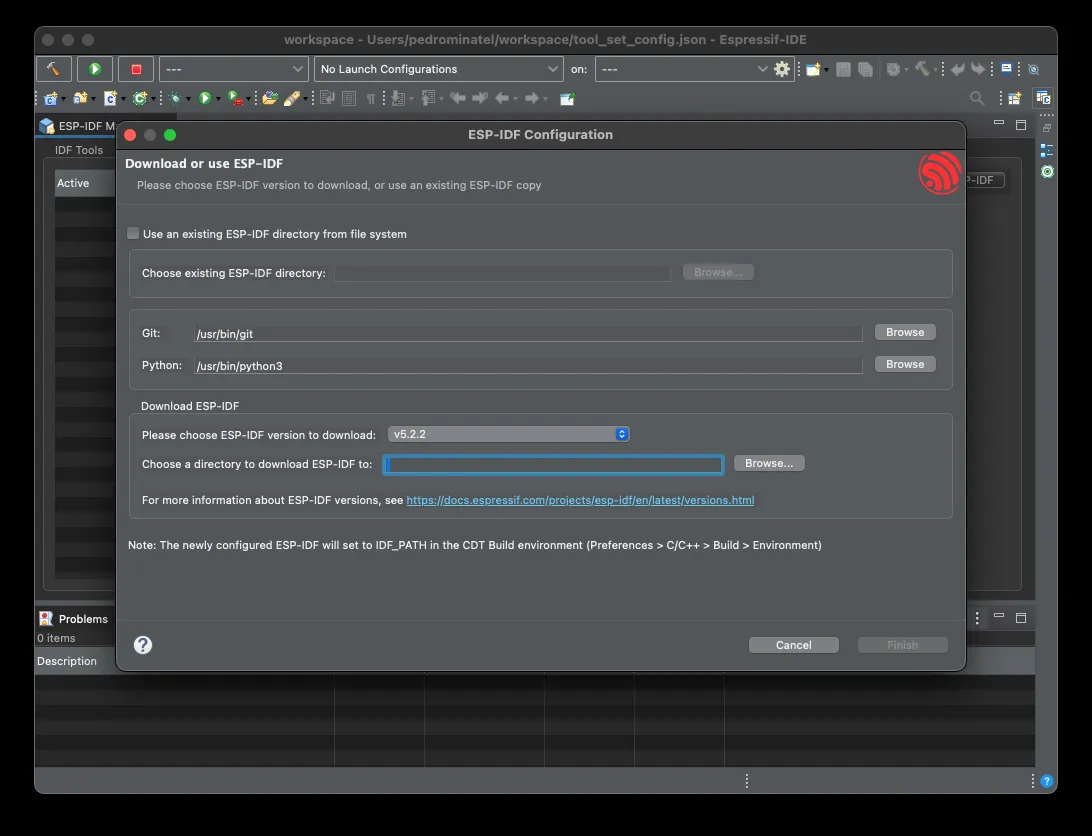 workspace - Users/pedrominatel/workspace/tool_set_config.json - Espressif-IDE
--- No Launch Configurations on: ---
ESP-IDF M
IDF Tools
Active
P-IDF
ESP-IDF Configuration
Download or use ESP-IDF
Please choose ESP-IDF version to download, or use an existing ESP-IDF copy
Use an existing ESP-IDF directory from file system
Choose existing ESP-IDF directory: Browse...
Git: /usr/bin/git Browse
Python: /usr/bin/python3 Browse
Download ESP-IDF
Please choose ESP-IDF version to download: v5.2.2
Choose a directory to download ESP-IDF to: Browse...
For more information about ESP-IDF versions, see https://docs.espressif.com/projects/esp-idf/en/latest/versions.html
Note: The newly configured ESP-IDF will set to IDF_PATH in the CDT Build environment (Preferences > C/C++ > Build > Environment)
? Cancel Finish
Problems
0 items
Description
?